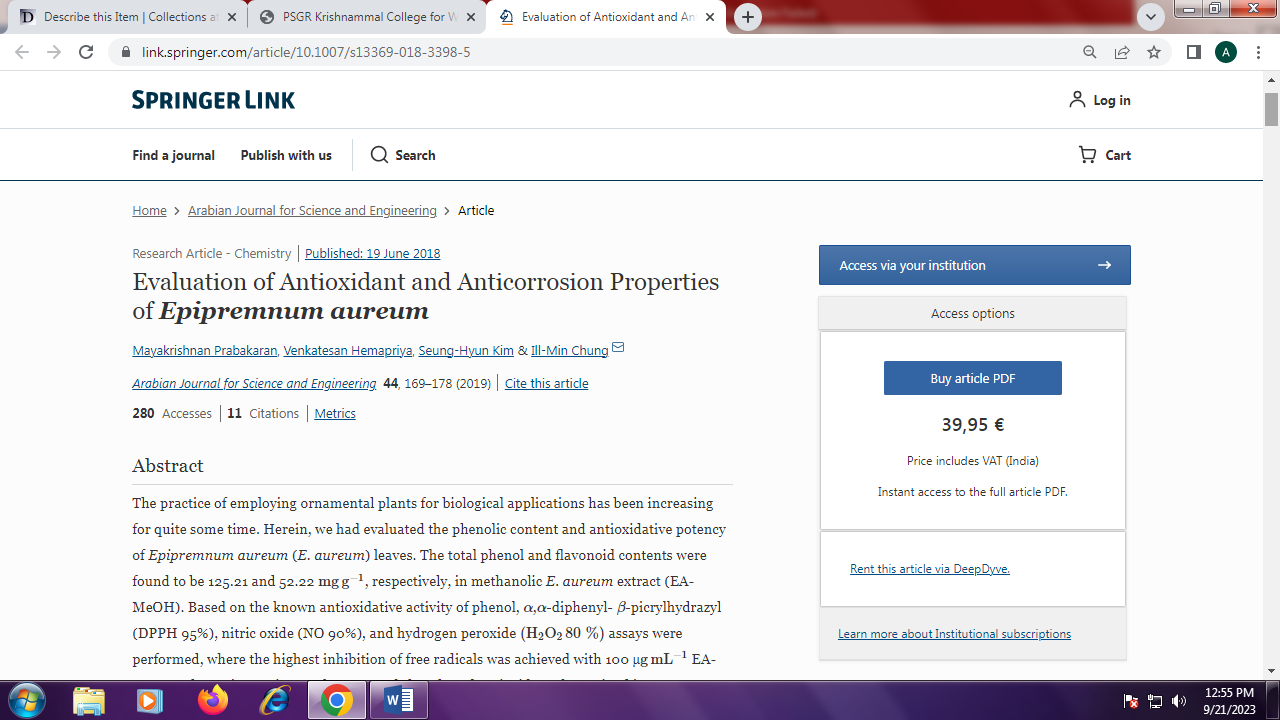 Describe this Item | Collections at
PSGR Krishnammal College for W
Evaluation of Antioxidant and An
link.springer.com/article/10.1007/s13369-018-3398-5
A
SPRINGER LINK
Log in
Find a journal
Publish with us
Search
Cart
Home > Arabian Journal for Science and Engineering > Article
Research Article - Chemistry | Published: 19 June 2018
Evaluation of Antioxidant and Anticorrosion Properties
of Epipremnum aureum
Mayakrishnan Prabakaran, Venkatesan Hemapriya, Seung-Hyun Kim & Ill-Min Chung
Arabian Journal for Science and Engineering 44, 169–178 (2019) | Cite this article
280 Accesses | 11 Citations | Metrics
Abstract
The practice of employing ornamental plants for biological applications has been increasing
for quite some time. Herein, we had evaluated the phenolic content and antioxidative potency
of Epipremnum aureum (E. aureum) leaves. The total phenol and flavonoid contents were
found to be 125.21 and 52.22 mg g⁻¹, respectively, in methanolic E. aureum extract (EA-
MeOH). Based on the known antioxidative activity of phenol, α,α-diphenyl- β-picrylhydrazyl
(DPPH 95%), nitric oxide (NO 90%), and hydrogen peroxide (H₂O₂ 80 %) assays were
performed, where the highest inhibition of free radicals was achieved with 100 μg mL⁻¹ EA-
Access via your institution →
Access options
Buy article PDF
39,95 €
Price includes VAT (India)
Instant access to the full article PDF.
Rent this article via DeepDyve.
Learn more about Institutional subscriptions
12:55 PM
9/21/2023